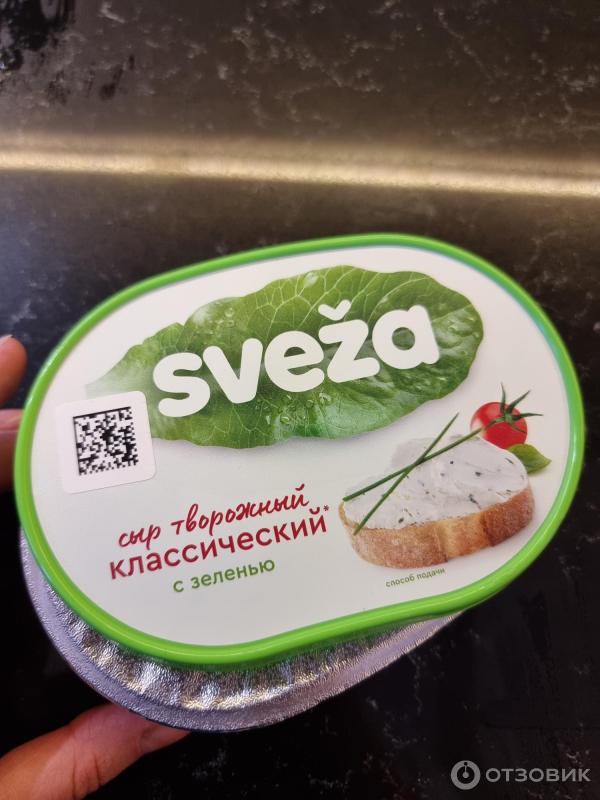 sveža
сыр творожный
классический*
с зеленью
способ подачи
ОТЗОВИК